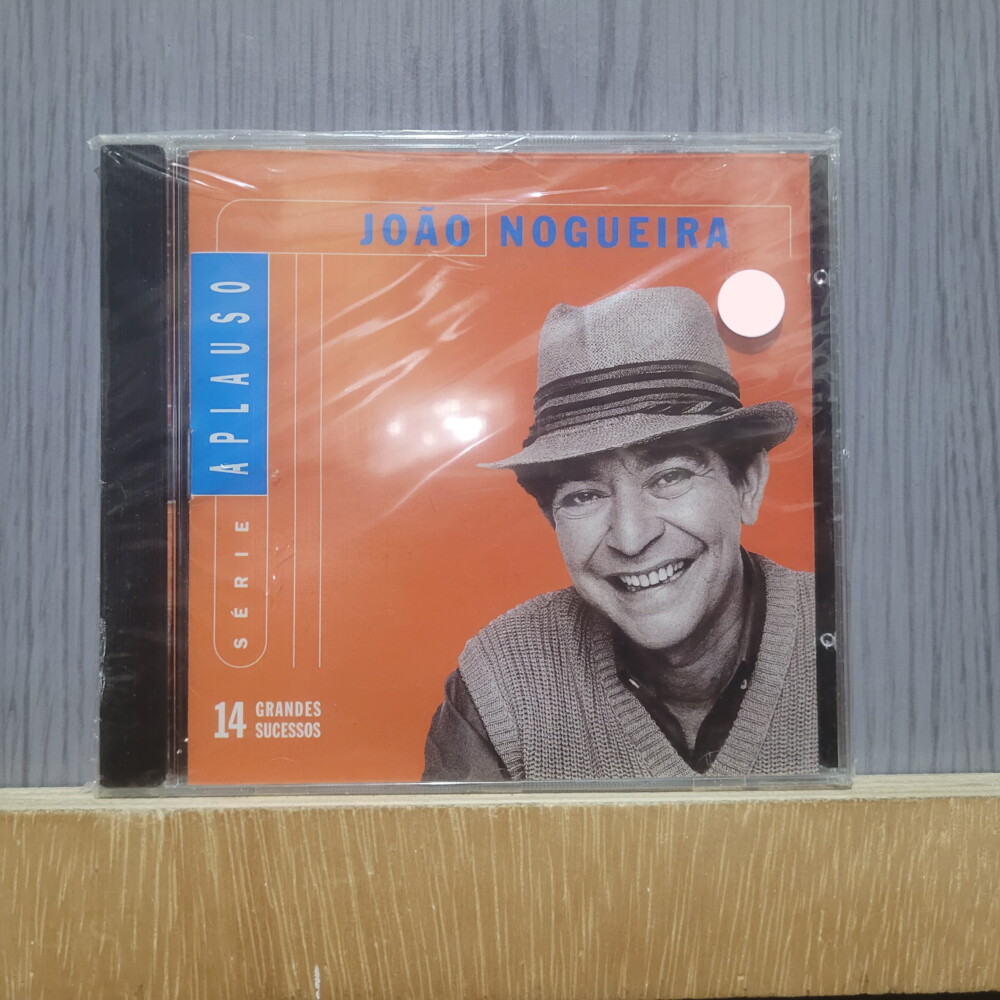 JOÃO NOGUEIRA
SÉRIE APLAUSO
14 GRANDES
SUCESSOS